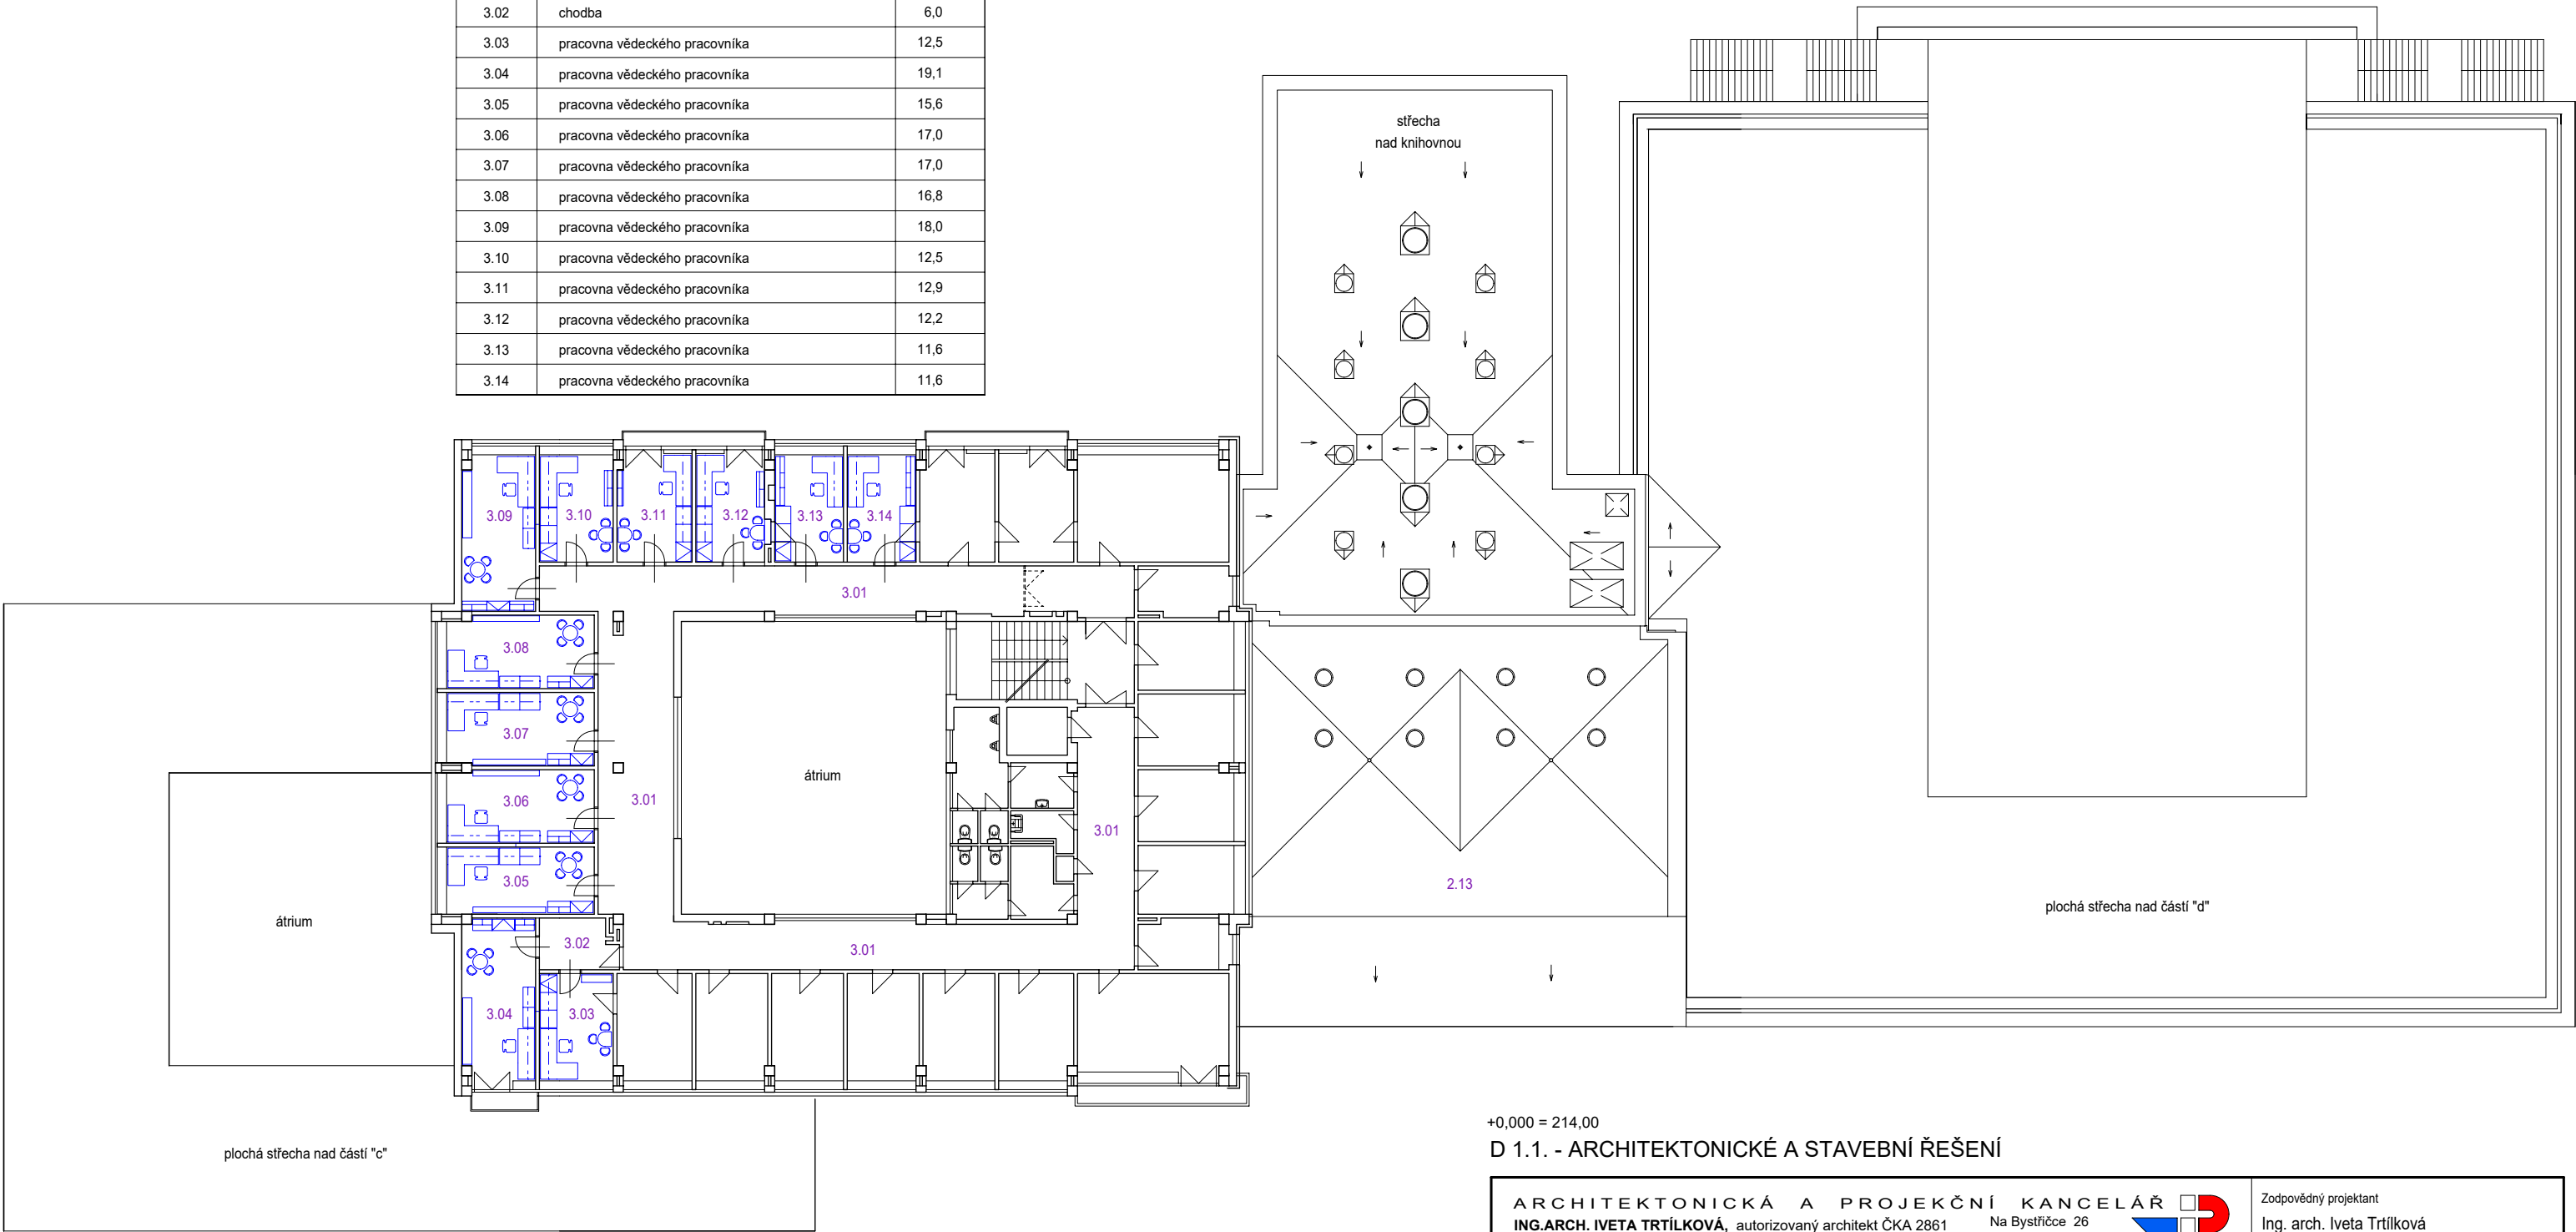 3.02 chodba 6,0
3.03 pracovna vědeckého pracovníka 12,5
3.04 pracovna vědeckého pracovníka 19,1
3.05 pracovna vědeckého pracovníka 15,6
3.06 pracovna vědeckého pracovníka 17,0
3.07 pracovna vědeckého pracovníka 17,0
3.08 pracovna vědeckého pracovníka 16,8
3.09 pracovna vědeckého pracovníka 18,0
3.10 pracovna vědeckého pracovníka 12,5
3.11 pracovna vědeckého pracovníka 12,9
3.12 pracovna vědeckého pracovníka 12,2
3.13 pracovna vědeckého pracovníka 11,6
3.14 pracovna vědeckého pracovníka 11,6
střecha
nad knihovnou
3.09 3.10 3.11 3.12 3.13 3.14
3.01
3.08
3.07
átrium
3.06
3.01
3.01
3.05
2.13
plochá střecha nad částí "d"
átrium
3.02
3.01
3.04 3.03
plochá střecha nad částí "c"
+0,000 = 214,00
D 1.1. - ARCHITEKTONICKÉ A STAVEBNÍ ŘEŠENÍ
ARCHITEKTONICKÁ A PROJEKČNÍ KANCELÁŘ
ING.ARCH. IVETA TRTÍLKOVÁ, autorizovaný architekt ČKA 2861 Na Bystřičce 26
Zodpovědný projektant
Ing. arch. Iveta Trtílková